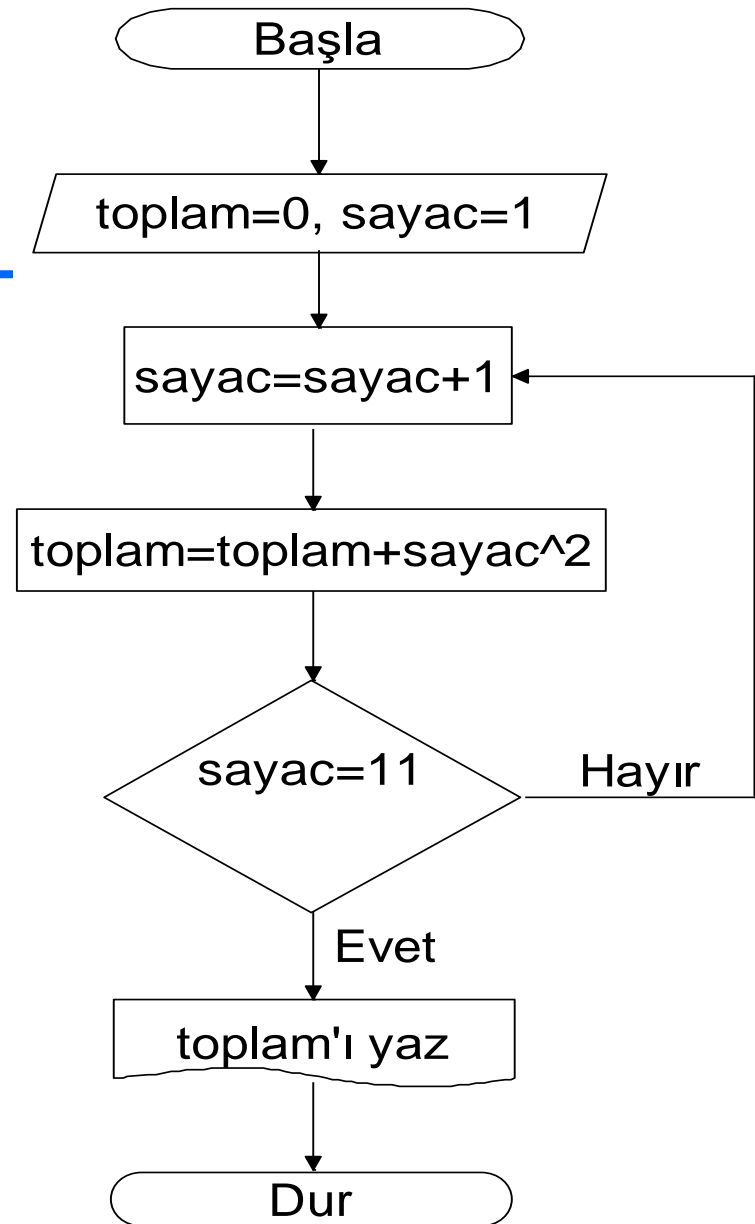 Başla
toplam=0, sayac=1
sayac=sayac+1
toplam=toplam+sayac^2
sayac=11
Hayır
Evet
toplam'ı yaz
Dur